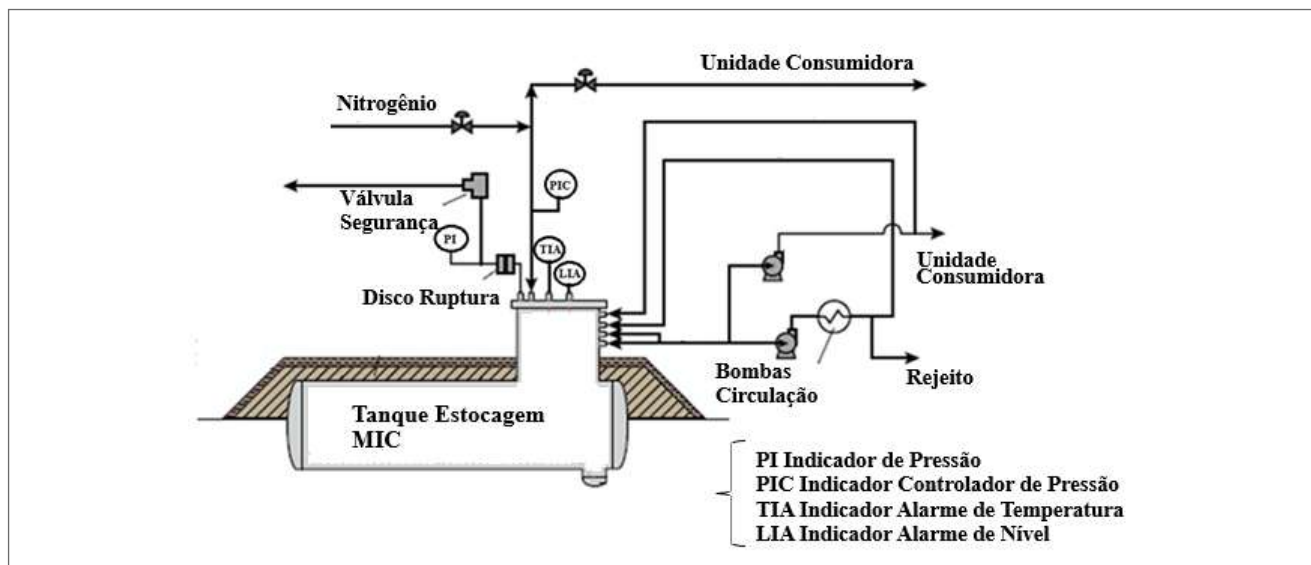 Unidade Consumidora
Nitrogênio
PIC
Válvula
Segurança
PI
TIA
LIA
Disco Ruptura
Unidade
Consumidora
Bombas
Circulação
Rejeito
Tanque Estocagem
MIC
PI Indicador de Pressão
PIC Indicador Controlador de Pressão
TIA Indicador Alarme de Temperatura
LIA Indicador Alarme de Nível